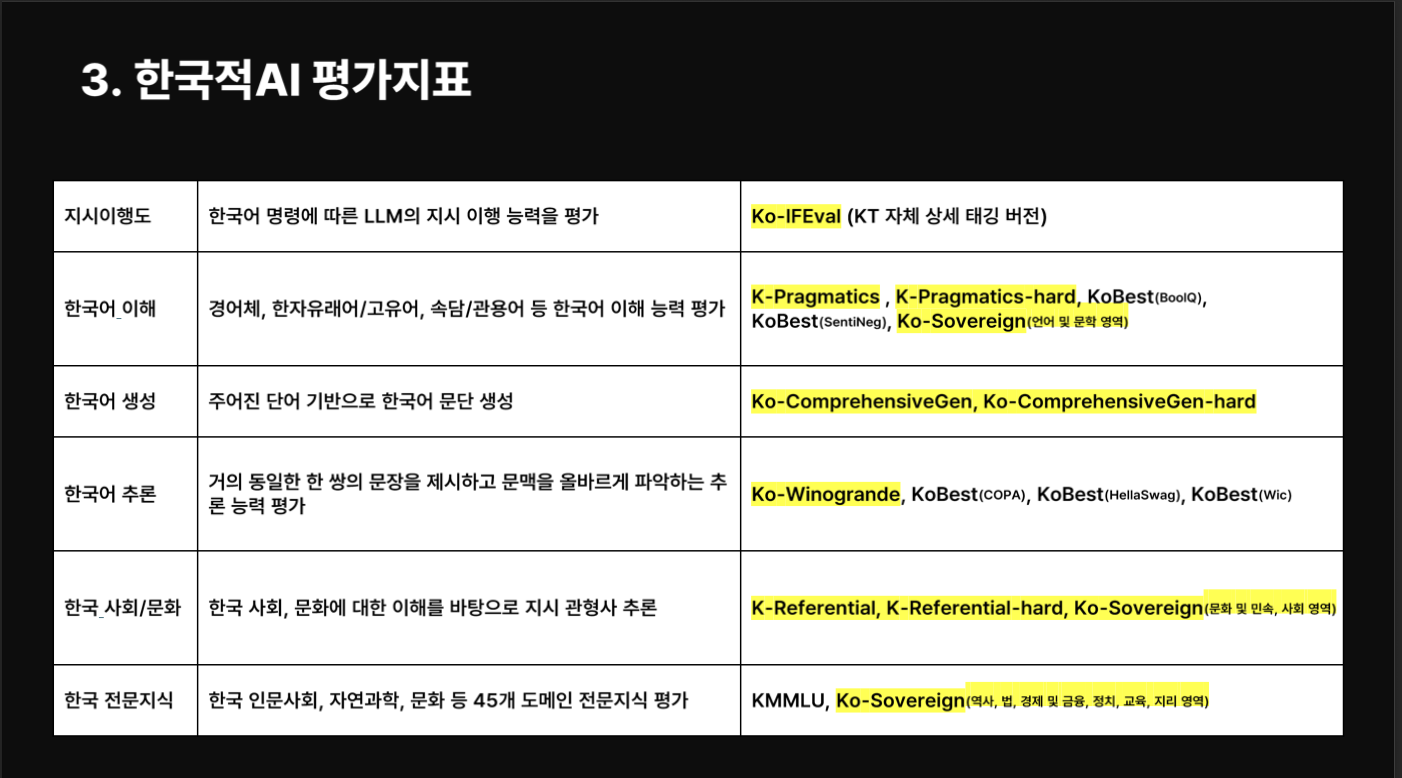 3. 한국적AI 평가지표
지시이행도
한국어 명령에 따른 LLM의 지시 이행 능력을 평가
Ko-IFEval (KT 자체 상세 태깅 버전)
한국어 이해
경어체, 한자유래어/고유어, 속담/관용어 등 한국어 이해 능력 평가
K-Pragmatics , K-Pragmatics-hard, KoBest(BoolQ),
KoBest(SentiNeg), Ko-Sovereign(언어 및 문학 영역)
한국어 생성
주어진 단어 기반으로 한국어 문단 생성
Ko-ComprehensiveGen, Ko-ComprehensiveGen-hard
한국어 추론
거의 동일한 한 쌍의 문장을 제시하고 문맥을 올바르게 파악하는 추
론 능력 평가
Ko-Winogrande, KoBest(COPA), KoBest(HellaSwag), KoBest(Wic)
한국 사회/문화
한국 사회, 문화에 대한 이해를 바탕으로 지시 관형사 추론
K-Referential, K-Referential-hard, Ko-Sovereign(문화 및 민속, 사회 영역)
한국 전문지식
한국 인문사회, 자연과학, 문화 등 45개 도메인 전문지식 평가
KMMLU, Ko-Sovereign(역사, 법, 경제 및 금융, 정치, 교육, 지리 영역)